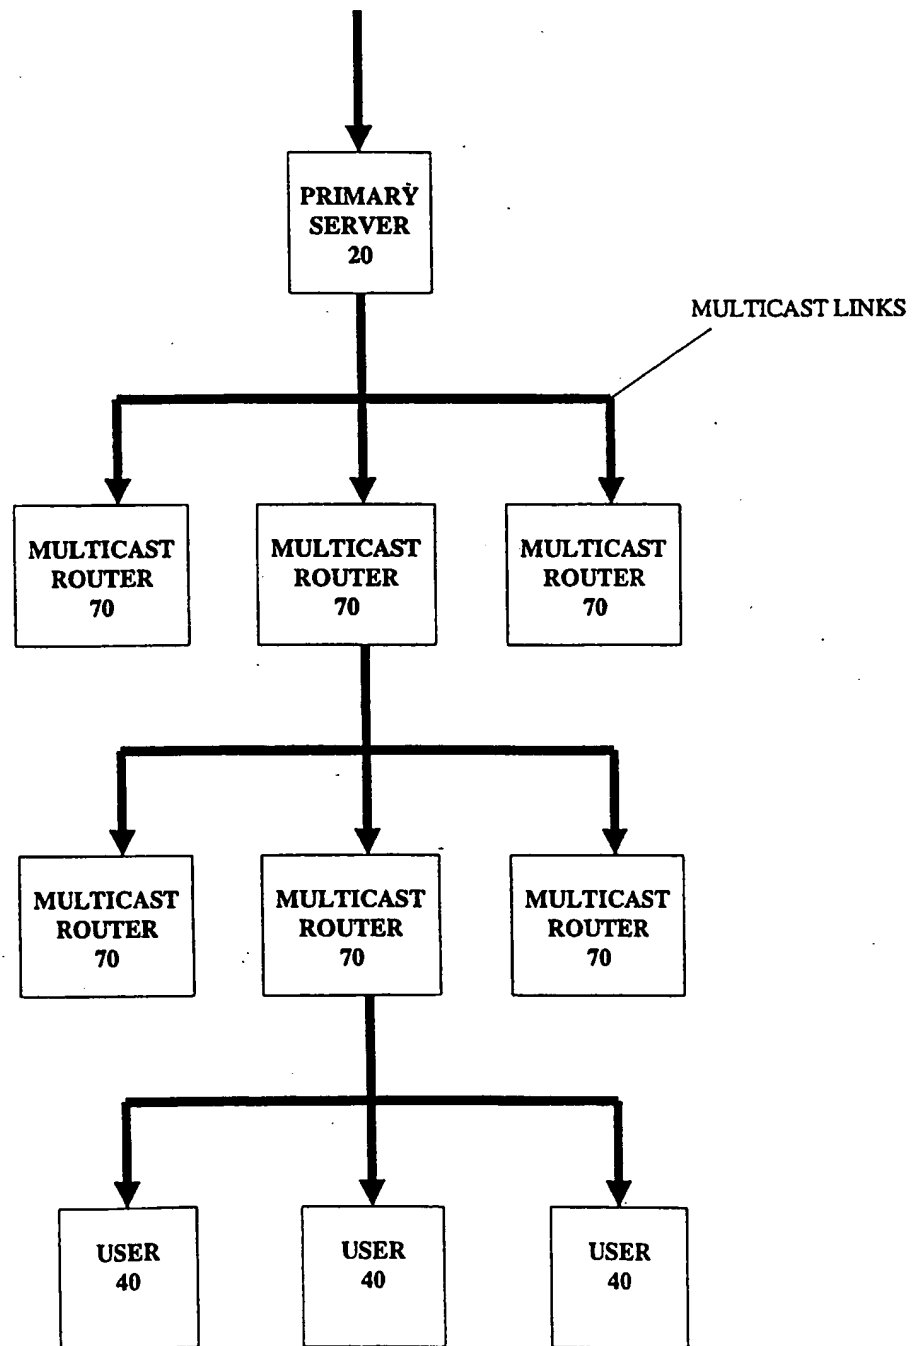 PRIMARY
SERVER
20
MULTICAST LINKS
MULTICAST
ROUTER
70
MULTICAST
ROUTER
70
MULTICAST
ROUTER
70
MULTICAST
ROUTER
70
MULTICAST
ROUTER
70
MULTICAST
ROUTER
70
USER
40
USER
40
USER
40